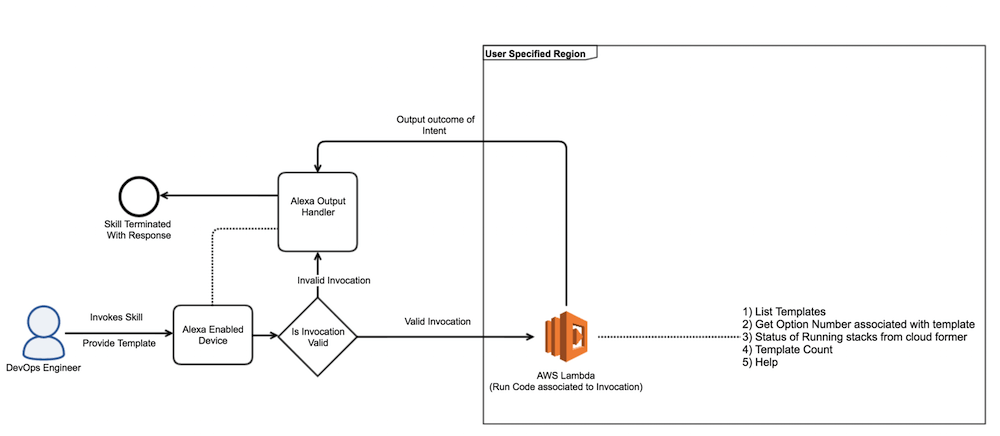 User Specified Region
Output outcome of
Intent
Alexa Output
Handler
Skill Terminated
With Response
Invalid Invocation
Invokes Skill
Provide Template
Alexa Enabled
Device
Is Invocation
Valid
Valid Invocation
DevOps Engineer
AWS Lambda
(Run Code associated to Invocation)
1) List Templates
2) Get Option Number associated with template
3) Status of Running stacks from cloud former
4) Template Count
5) Help